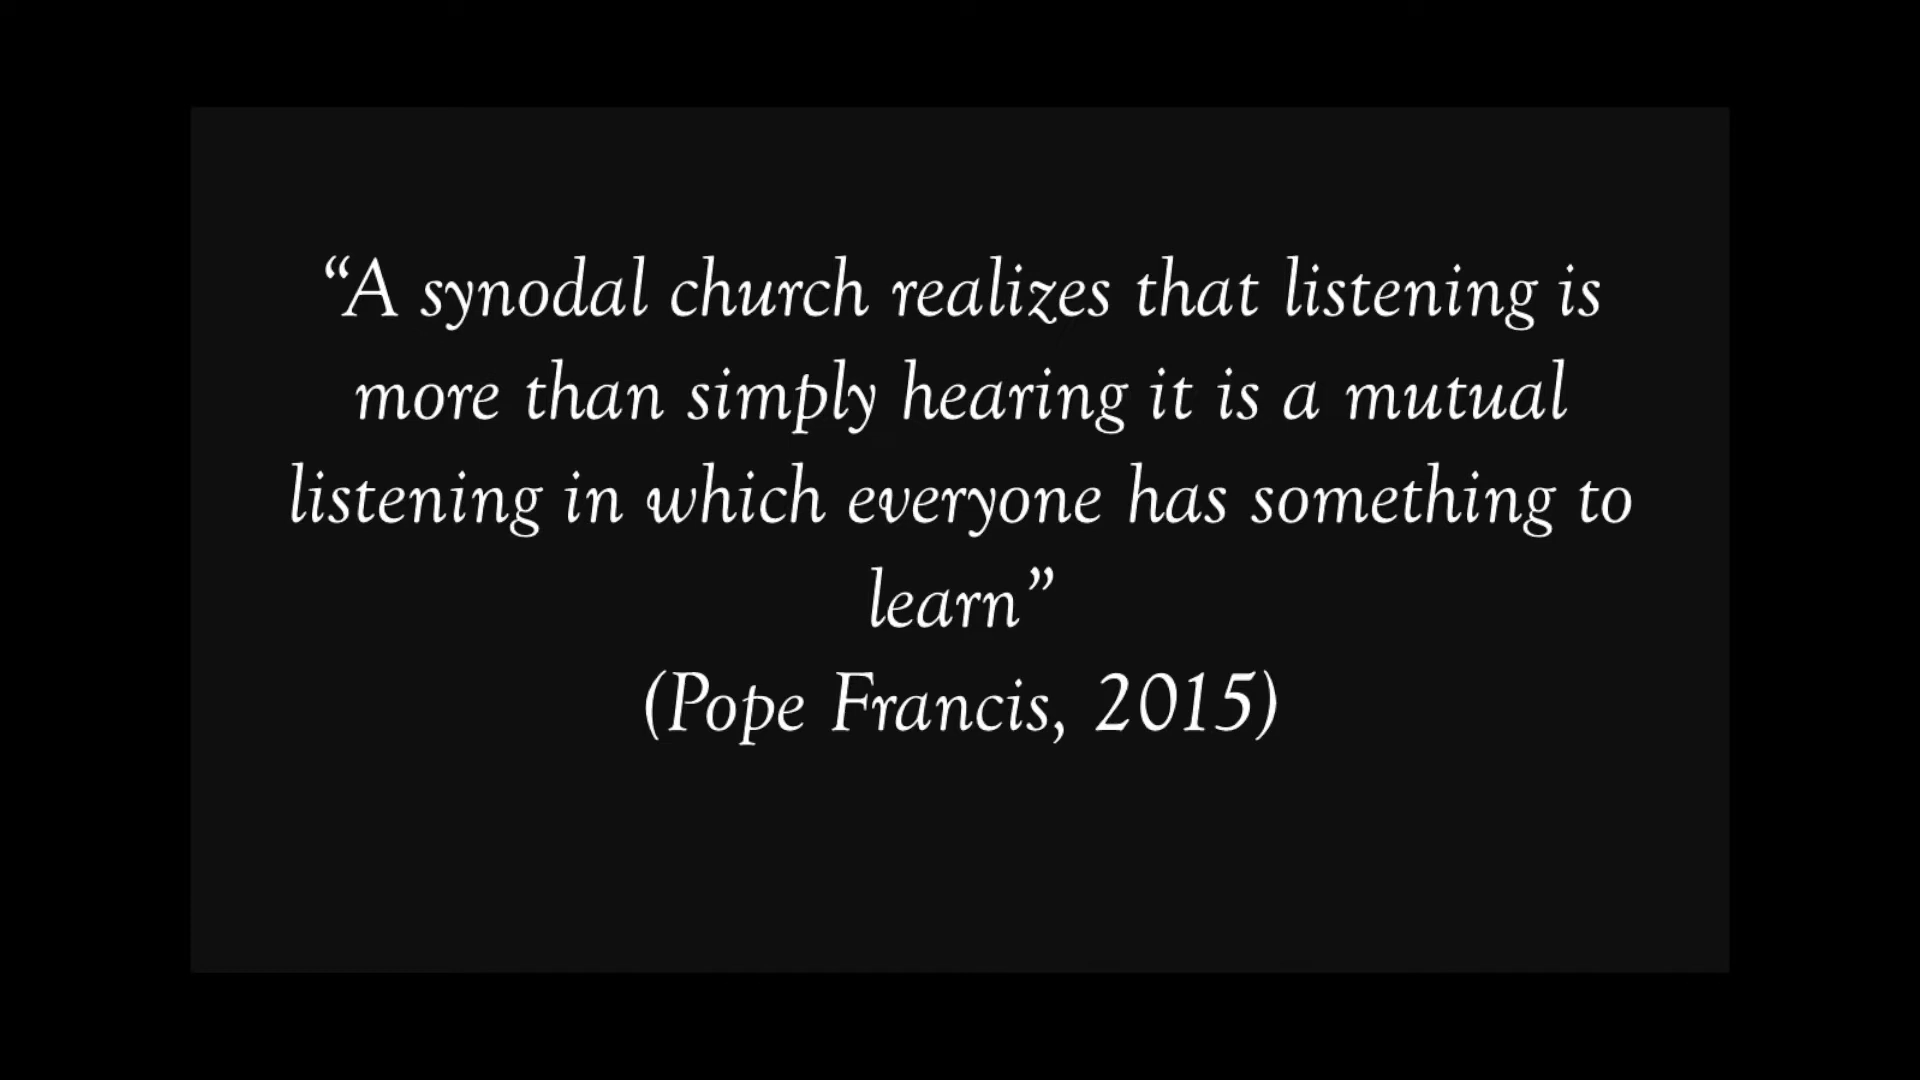 “A synodal church realizes that listening is
more than simply hearing it is a mutual
listening in which everyone has something to
learn”
(Pope Francis, 2015)